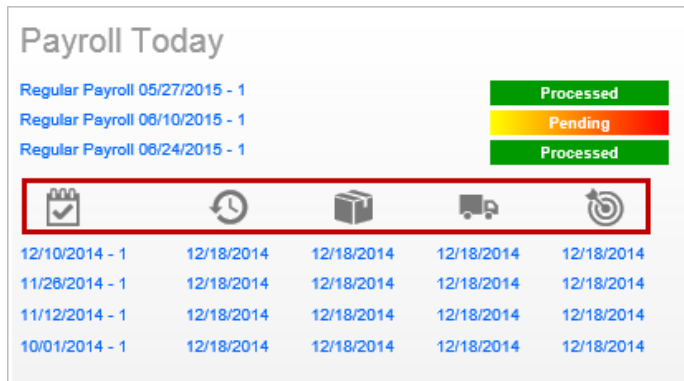 Payroll Today
Regular Payroll 05/27/2015 - 1 Processed
Regular Payroll 06/10/2015 - 1 Pending
Regular Payroll 06/24/2015 - 1 Processed
12/10/2014 - 1 12/18/2014 12/18/2014 12/18/2014 12/18/2014
11/26/2014 - 1 12/18/2014 12/18/2014 12/18/2014 12/18/2014
11/12/2014 - 1 12/18/2014 12/18/2014 12/18/2014 12/18/2014
10/01/2014 - 1 12/18/2014 12/18/2014 12/18/2014 12/18/2014